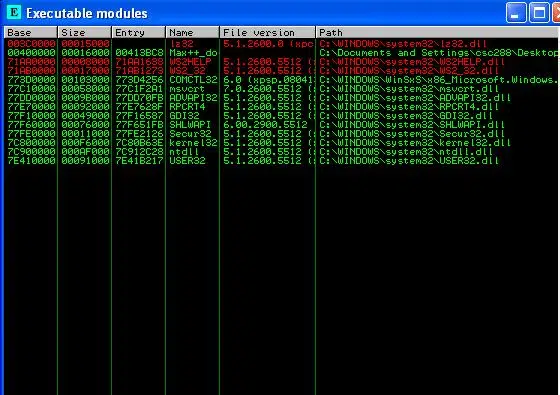 Executable modules
Base Size Entry Name File version Path
003C0000 00015000 lz32 5.1.2600.0 (xpc C:\WINDOWS\system32\lz32.dll
00400000 00016000 00413BC8 Max++_do C:\Documents and Settings\csc288\Desktop
71AA0000 00008000 71AA1638 WS2HELP 5.1.2600.5512 ( C:\WINDOWS\system32\WS2HELP.dll
71AB0000 00017000 71AB1273 WS2_32 5.1.2600.5512 ( C:\WINDOWS\system32\WS2_32.dll
773D0000 00103000 773D4256 COMCTL32 6.0 (xpsp.08041 C:\WINDOWS\WinSxS\x86_Microsoft.Windows.
77C10000 00058000 77C1F2A1 msvcrt 7.0.2600.5512 ( C:\WINDOWS\system32\msvcrt.dll
77DD0000 0009B000 77DD70FB ADVAPI32 5.1.2600.5512 ( C:\WINDOWS\system32\ADVAPI32.dll
77E70000 00092000 77E7628F RPCRT4 5.1.2600.5512 ( C:\WINDOWS\system32\RPCRT4.dll
77F10000 00049000 77F16587 GDI32 5.1.2600.5512 ( C:\WINDOWS\system32\GDI32.dll
77F60000 00076000 77F651FB SHLWAPI 6.00.2900.5512 C:\WINDOWS\system32\SHLWAPI.dll
77FE0000 00011000 77FE2126 Secur32 5.1.2600.5512 ( C:\WINDOWS\system32\Secur32.dll
7C800000 000F6000 7C80B63E kernel32 5.1.2600.5512 ( C:\WINDOWS\system32\kernel32.dll
7C900000 000AF000 7C912C28 ntdll 5.1.2600.5512 ( C:\WINDOWS\system32\ntdll.dll
7E410000 00091000 7E41B217 USER32 5.1.2600.5512 ( C:\WINDOWS\system32\USER32.dll